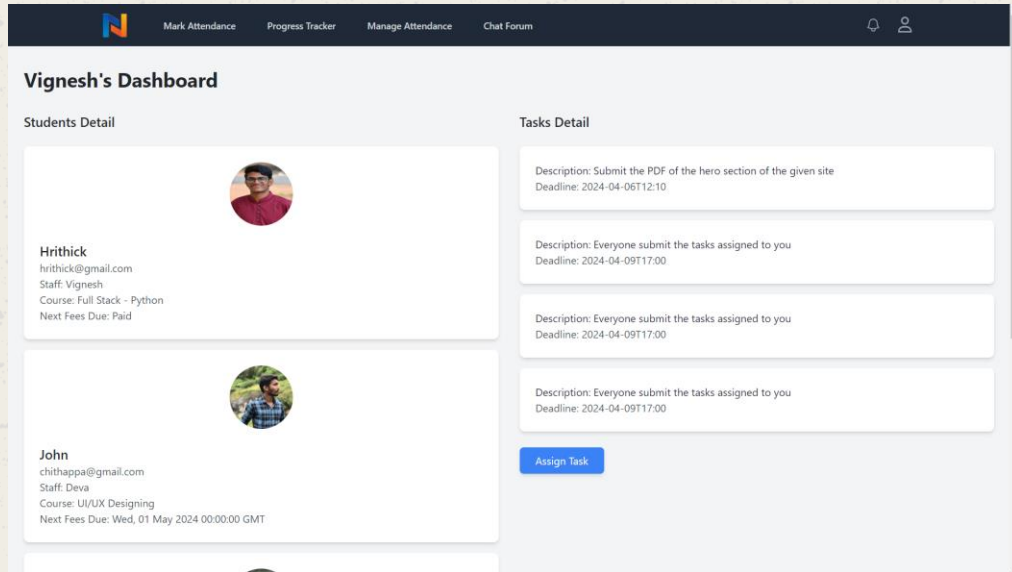 Mark Attendance
Progress Tracker
Manage Attendance
Chat Forum
Vignesh's Dashboard
Students Detail
Hrithick
hrithick@gmail.com
Staff: Vignesh
Course: Full Stack - Python
Next Fees Due: Paid
John
chithappa@gmail.com
Staff: Deva
Course: UI/UX Designing
Next Fees Due: Wed, 01 May 2024 00:00:00 GMT
Tasks Detail
Description: Submit the PDF of the hero section of the given site
Deadline: 2024-04-06T12:10
Description: Everyone submit the tasks assigned to you
Deadline: 2024-04-09T17:00
Description: Everyone submit the tasks assigned to you
Deadline: 2024-04-09T17:00
Description: Everyone submit the tasks assigned to you
Deadline: 2024-04-09T17:00
Assign Task